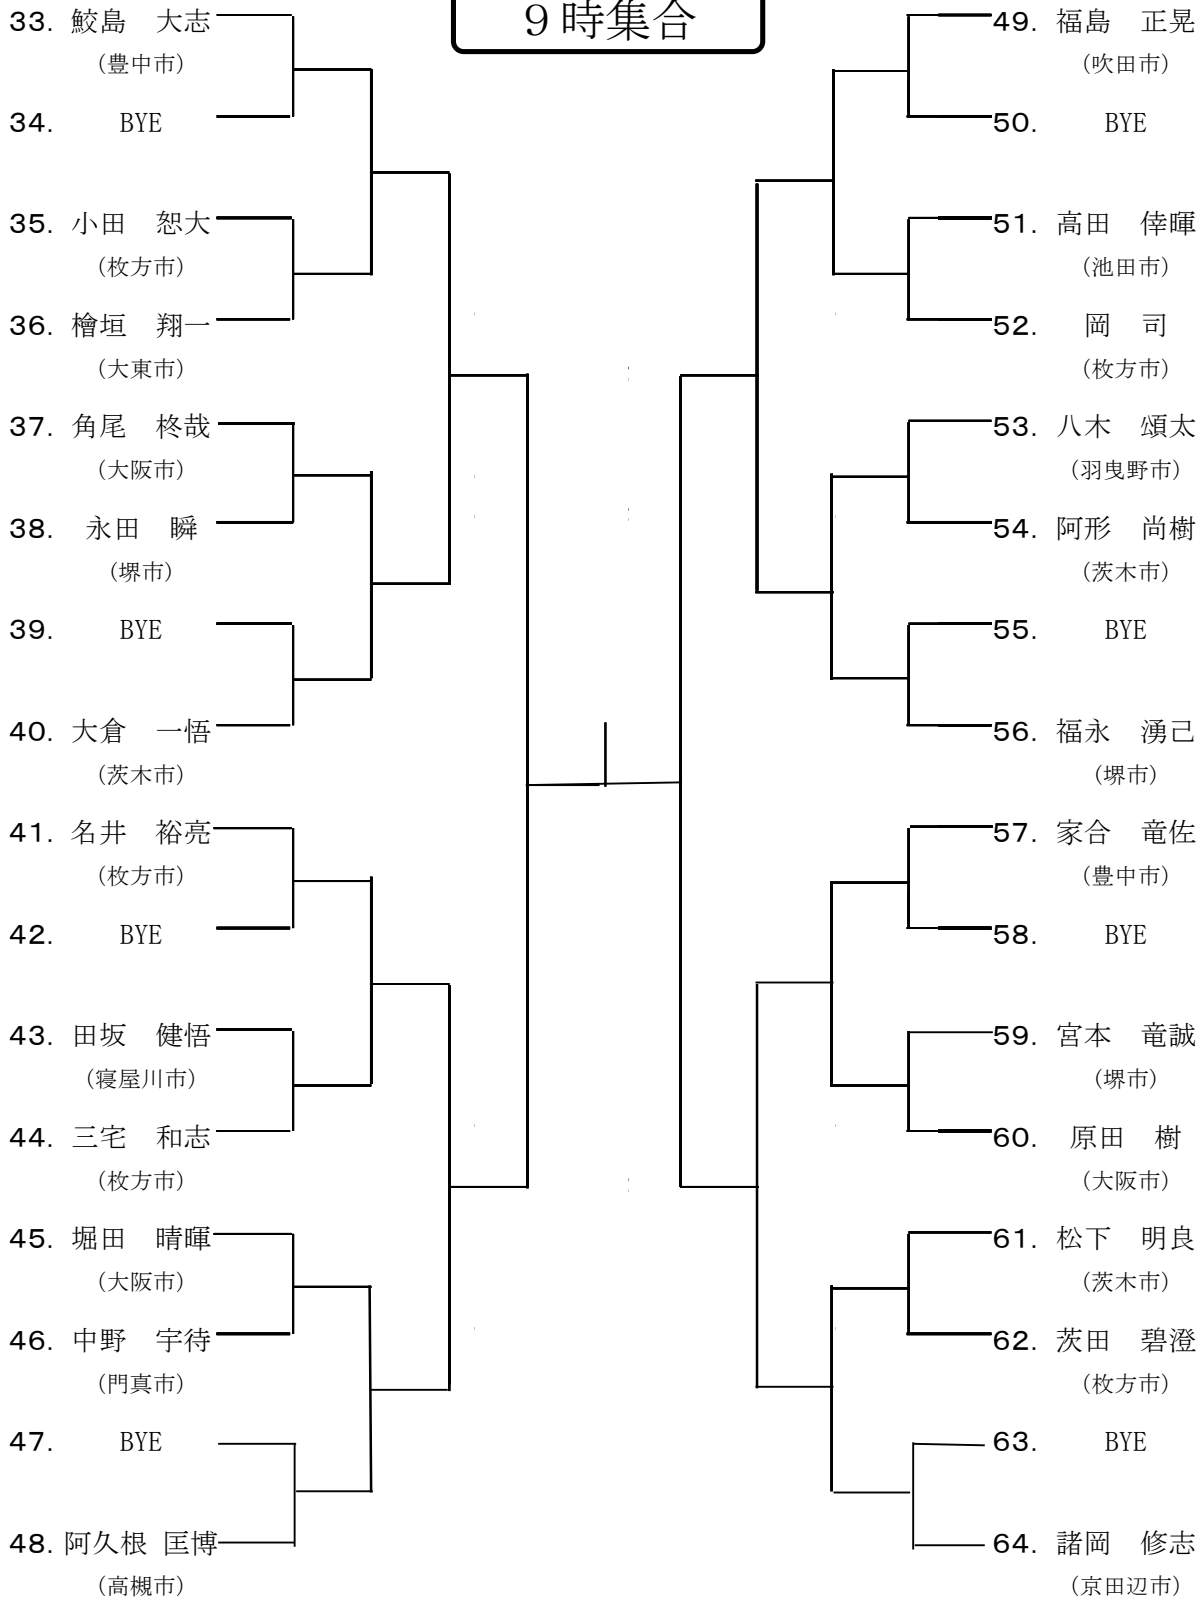 9時集合
33. 鮫島　大志
(豊中市)
34. BYE
35. 小田　恕大
(枚方市)
36. 檜垣　翔一
(大東市)
37. 角尾　柊哉
(大阪市)
38. 永田　瞬
(堺市)
39. BYE
40. 大倉　一悟
(茨木市)
41. 名井　裕亮
(枚方市)
42. BYE
43. 田坂　健悟
(寝屋川市)
44. 三宅　和志
(枚方市)
45. 堀田　晴暉
(大阪市)
46. 中野　宇待
(門真市)
47. BYE
48. 阿久根 匡博
(高槻市)
49. 福島　正晃
(吹田市)
50. BYE
51. 高田　倖暉
(池田市)
52. 岡　司
(枚方市)
53. 八木　頌太
(羽曳野市)
54. 阿形　尚樹
(茨木市)
55. BYE
56. 福永　湧己
(堺市)
57. 家合　竜佐
(豊中市)
58. BYE
59. 宮本　竜誠
(堺市)
60. 原田　樹
(大阪市)
61. 松下　明良
(茨木市)
62. 茨田　碧澄
(枚方市)
63. BYE
64. 諸岡　修志
(京田辺市)